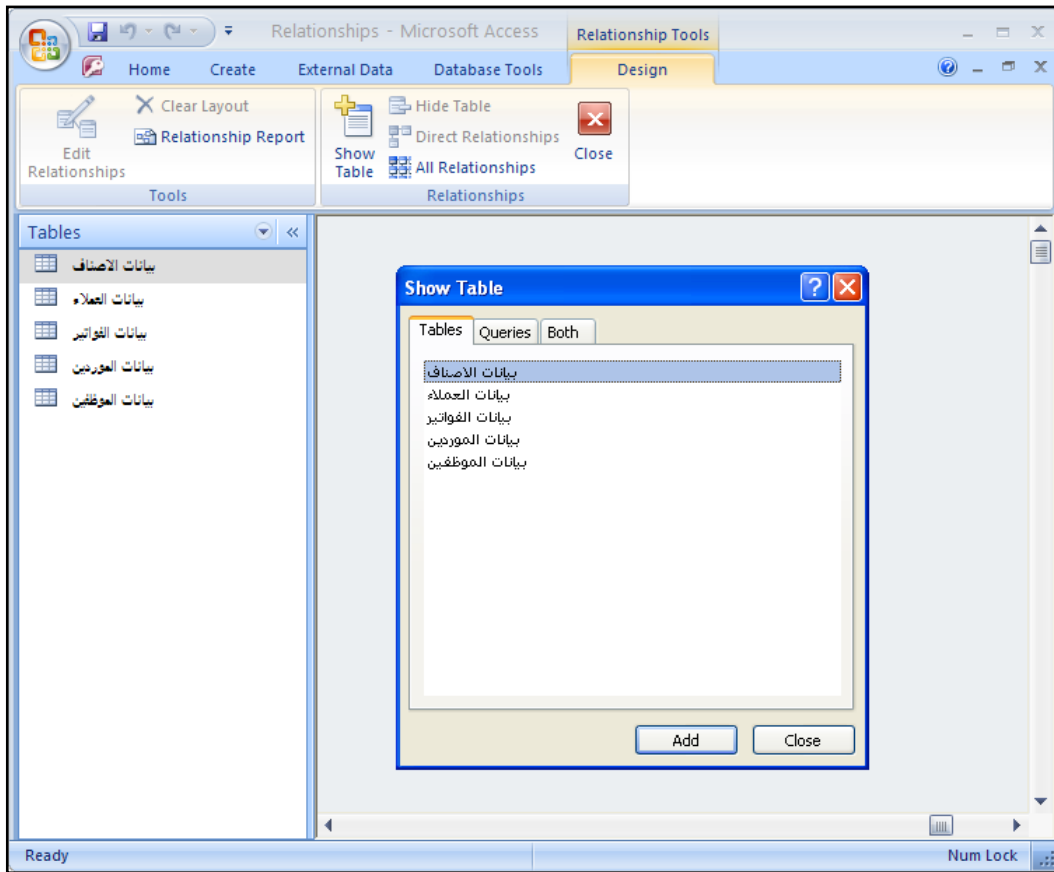 Relationships - Microsoft Access
Relationship Tools
Home
Create
External Data
Database Tools
Design
Edit Relationships
Clear Layout
Relationship Report
Tools
Show Table
Hide Table
Direct Relationships
All Relationships
Close
Relationships
Tables
بيانات الاصناف
بيانات العملاء
بيانات الفواتير
بيانات الموردين
بيانات الموظفين
Show Table
Tables
Queries
Both
بيانات الاصناف
بيانات العملاء
بيانات الفواتير
بيانات الموردين
بيانات الموظفين
Add
Close
Ready
Num Lock